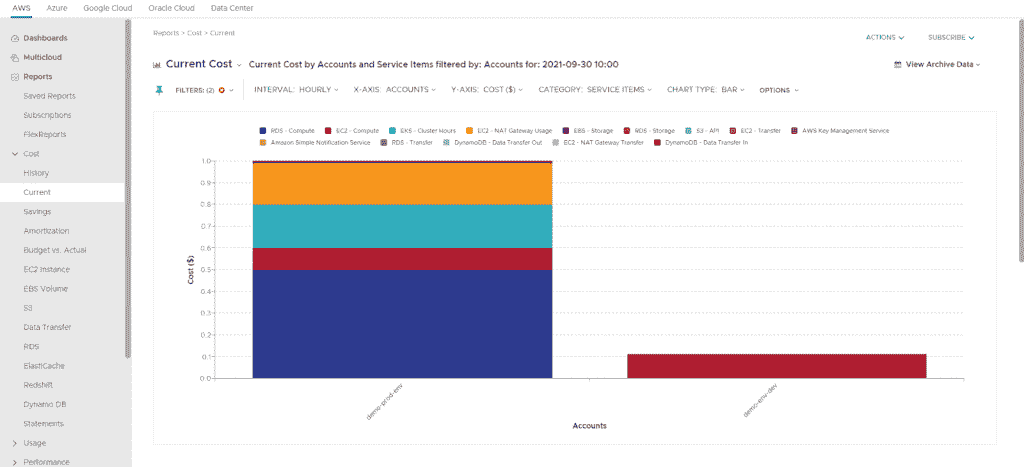 AWS Azure Google Cloud Oracle Cloud Data Center
Dashboards
Multicloud
Reports
Saved Reports
Subscriptions
FlexReports
Cost
History
Current
Savings
Amortization
Budget vs. Actual
EC2 Instance
EBS Volume
S3
Data Transfer
RDS
ElastiCache
Redshift
Dynamo DB
Statements
Usage
Performance
Reports > Cost > Current
ACTIONS SUBSCRIBE
Current Cost Current Cost by Accounts and Service Items filtered by: Accounts for: 2021-09-30 10:00 View Archive Data
FILTERS: (2) INTERVAL: HOURLY X-AXIS: ACCOUNTS Y-AXIS: COST ($) CATEGORY: SERVICE ITEMS CHART TYPE: BAR OPTIONS
RDS - Compute EC2 - Compute EKS - Cluster Hours EC2 - NAT Gateway Usage EBS - Storage RDS - Storage S3 - API EC2 - Transfer AWS Key Management Service
Amazon Simple Notification Service RDS - Transfer DynamoDB - Data Transfer Out EC2 - NAT Gateway Transfer DynamoDB - Data Transfer In
1.0
0.9
0.8
0.7
0.6
0.5
0.4
0.3
0.2
0.1
0.0
Cost ($)
demo-prod-env
demo-env-dev
Accounts